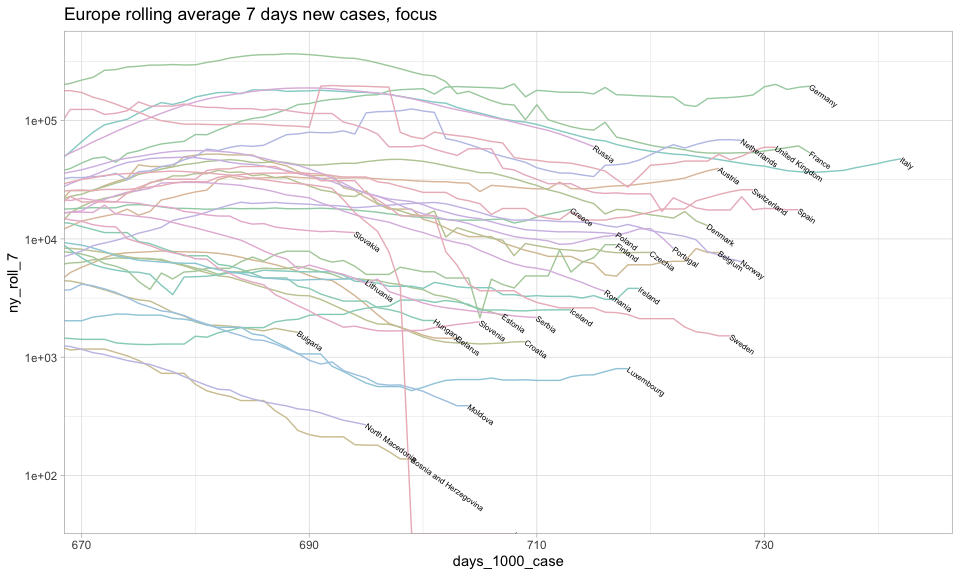 Europe rolling average 7 days new cases, focus
ny_roll_7
1e+05
1e+04
1e+03
1e+02
Germany
Russia
Netherlands
United Kingdom
France
Italy
Austria
Switzerland
Spain
Greece
Denmark
Slovakia
Poland
Finland
Czechia
Portugal
Belgium
Norway
Lithuania
Romania
Ireland
Iceland
Estonia
Serbia
Hungary
Belarus
Slovenia
Croatia
Sweden
Bulgaria
Luxembourg
Moldova
North Macedonia
Bosnia and Herzegovina
670
690
710
730
days_1000_case